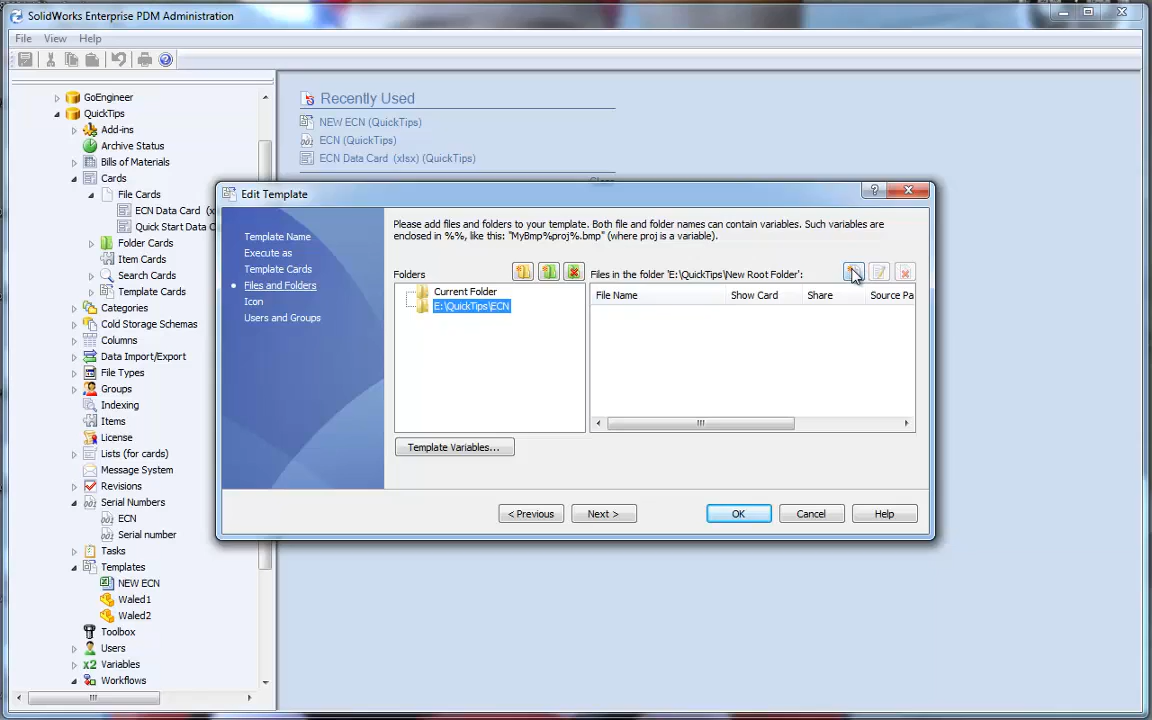 SolidWorks Enterprise PDM Administration
File View Help
GoEngineer
QuickTips
Add-ins
Archive Status
Bills of Materials
Cards
File Cards
ECN Data Card (x
Quick Start Data C
Folder Cards
Item Cards
Search Cards
Template Cards
Categories
Cold Storage Schemas
Columns
Data Import/Export
File Types
Groups
Indexing
Items
License
Lists (for cards)
Message System
Revisions
Serial Numbers
ECN
Serial number
Tasks
Templates
NEW ECN
Waled1
Waled2
Toolbox
Users
Variables
Workflows
Recently Used
NEW ECN (QuickTips)
ECN (QuickTips)
ECN Data Card (xlsx) (QuickTips)
Edit Template
Template Name
Execute as
Template Cards
Files and Folders
Icon
Users and Groups
Please add files and folders to your template. Both file and folder names can contain variables. Such variables are
enclosed in %%, like this: "MyBmp%proj%.bmp" (where proj is a variable).
Folders
Current Folder
E:\QuickTips\ECN
Files in the folder 'E:\QuickTips\New Root Folder':
File Name Show Card Share Source Pa
Template Variables...
< Previous Next > OK Cancel Help